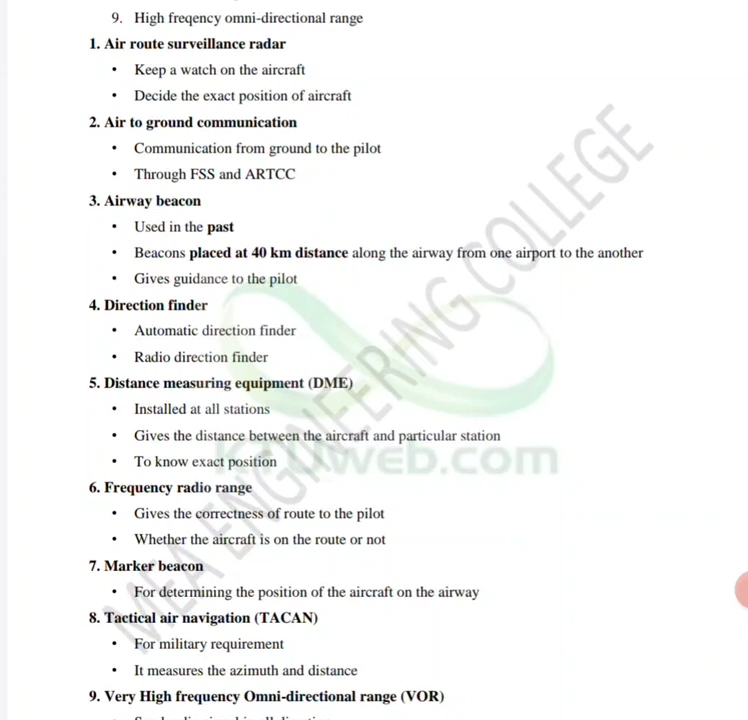 9. High freqency omni-directional range
1. Air route surveillance radar
• Keep a watch on the aircraft
• Decide the exact position of aircraft
2. Air to ground communication
• Communication from ground to the pilot
• Through FSS and ARTCC
3. Airway beacon
• Used in the past
• Beacons placed at 40 km distance along the airway from one airport to the another
• Gives guidance to the pilot
4. Direction finder
• Automatic direction finder
• Radio direction finder
5. Distance measuring equipment (DME)
• Installed at all stations
• Gives the distance between the aircraft and particular station
• To know exact position
6. Frequency radio range
• Gives the correctness of route to the pilot
• Whether the aircraft is on the route or not
7. Marker beacon
• For determining the position of the aircraft on the airway
8. Tactical air navigation (TACAN)
• For military requirement
• It measures the azimuth and distance
9. Very High frequency Omni-directional range (VOR)
MEA ENGINEERING COLLEGE
web.com